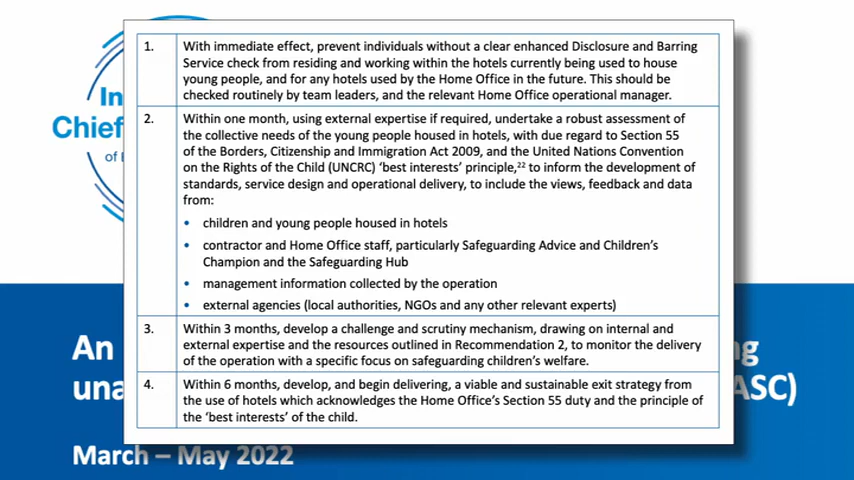 1. With immediate effect, prevent individuals without a clear enhanced Disclosure and Barring
Service check from residing and working within the hotels currently being used to house
young people, and for any hotels used by the Home Office in the future. This should be
checked routinely by team leaders, and the relevant Home Office operational manager.
2. Within one month, using external expertise if required, undertake a robust assessment of
the collective needs of the young people housed in hotels, with due regard to Section 55
of the Borders, Citizenship and Immigration Act 2009, and the United Nations Convention
on the Rights of the Child (UNCRC) ‘best interests’ principle,²² to inform the development of
standards, service design and operational delivery, to include the views, feedback and data
from:
• children and young people housed in hotels
• contractor and Home Office staff, particularly Safeguarding Advice and Children’s
Champion and the Safeguarding Hub
• management information collected by the operation
• external agencies (local authorities, NGOs and any other relevant experts)
3. Within 3 months, develop a challenge and scrutiny mechanism, drawing on internal and
external expertise and the resources outlined in Recommendation 2, to monitor the delivery
of the operation with a specific focus on safeguarding children’s welfare.
4. Within 6 months, develop, and begin delivering, a viable and sustainable exit strategy from
the use of hotels which acknowledges the Home Office’s Section 55 duty and the principle of
the ‘best interests’ of the child.
In
Chief
of
An ng
una ASC)
March – May 2022